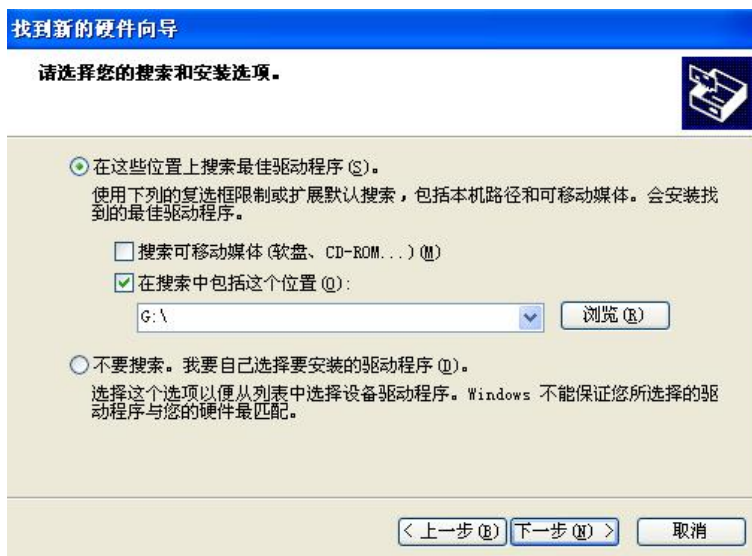 找到新的硬件向导
请选择您的搜索和安装选项。
在这些位置上搜索最佳驱动程序(S)。
使用下列的复选框限制或扩展默认搜索，包括本机路径和可移动媒体。会安装找
到的最佳驱动程序。
搜索可移动媒体(软盘、CD-ROM...)(M)
在搜索中包括这个位置(O):
G:\
浏览(R)
不要搜索。我要自己选择要安装的驱动程序(D)。
选择这个选项以便从列表中选择设备驱动程序。Windows 不能保证您所选择的驱
动程序与您的硬件最匹配。
< 上一步(B) 下一步(N) > 取消